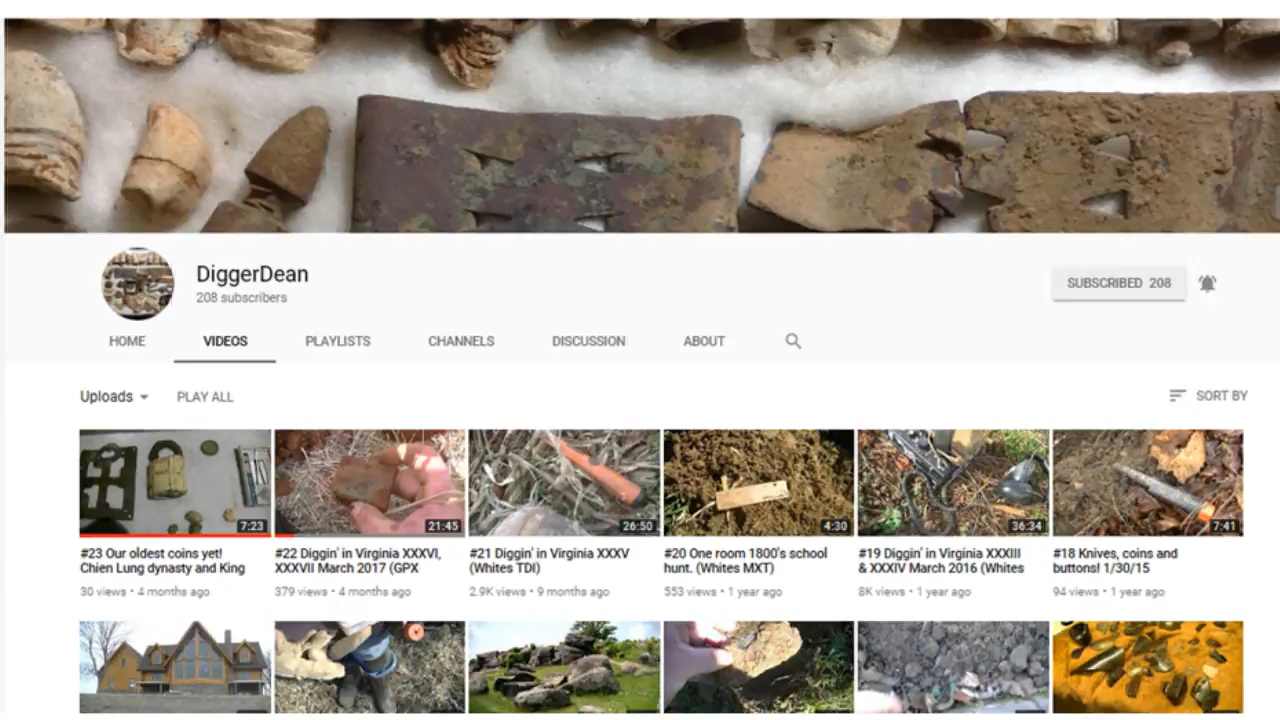 DiggerDean
208 subscribers
SUBSCRIBED 208
HOME
VIDEOS
PLAYLISTS
CHANNELS
DISCUSSION
ABOUT
Uploads
PLAY ALL
SORT BY
7:23
21:45
26:50
4:30
36:34
7:41
#23 Our oldest coins yet!
Chien Lung dynasty and King
30 views • 4 months ago
#22 Diggin' in Virginia XXXVI,
XXXVII March 2017 (GPX
379 views • 4 months ago
#21 Diggin' in Virginia XXXV
(Whites TDI)
2.9K views • 9 months ago
#20 One room 1800's school
hunt. (Whites MXT)
553 views • 1 year ago
#19 Diggin' in Virginia XXXIII
& XXXIV March 2016 (Whites
8K views • 1 year ago
#18 Knives, coins and
buttons! 1/30/15
94 views • 1 year ago